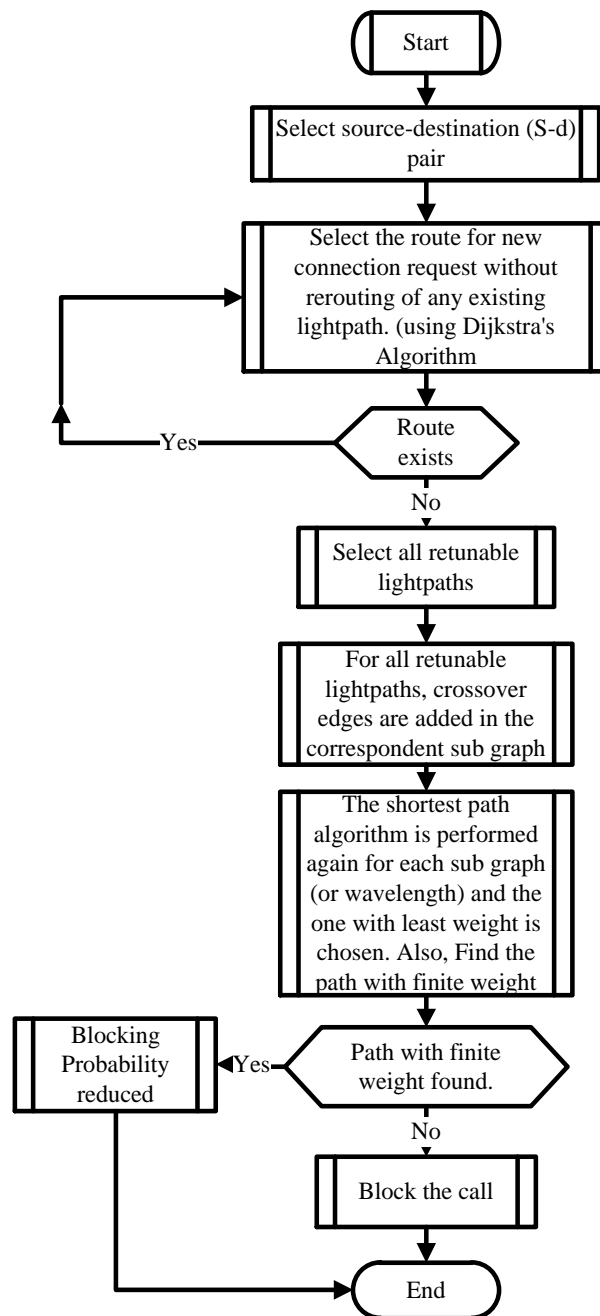 Start
Select source-destination (S-d)
pair
Select the route for new
connection request without
rerouting of any existing
lightpath. (using Dijkstra's
Algorithm
Route
exists
Yes
No
Select all retunable
lightpaths
For all retunable
lightpaths, crossover
edges are added in the
correspondent sub graph
The shortest path
algorithm is performed
again for each sub graph
(or wavelength) and the
one with least weight is
chosen. Also, Find the
path with finite weight
Path with finite
weight found.
Yes
Blocking
Probability
reduced
No
Block the call
End